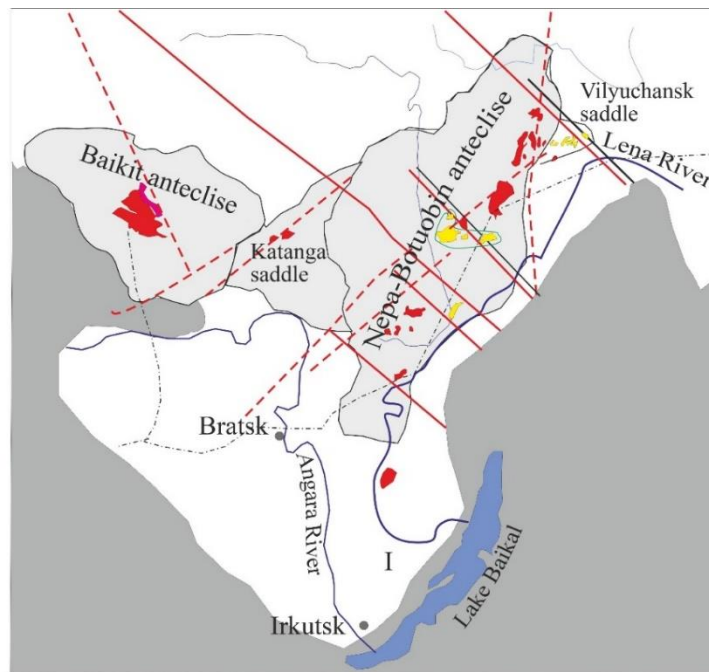 Vilyuchansk
saddle
Lena River
Baikit anteclise
Nepa-Botuobin anteclise
Katanga
saddle
Bratsk
Angara River
I
Irkutsk
Lake Baikal